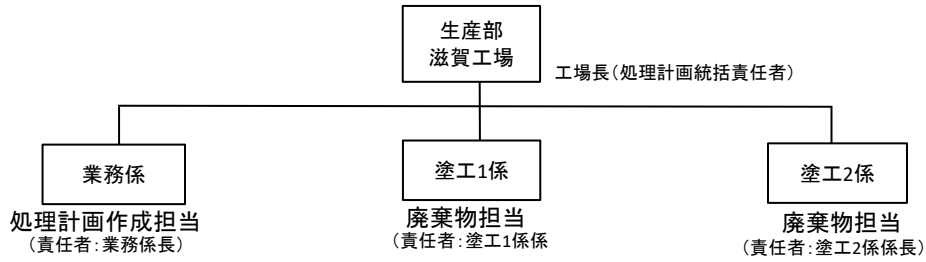 生産部
滋賀工場
工場長(処理計画統括責任者)
業務係
塗工1係
塗工2係
処理計画作成担当
(責任者:業務係長)
廃棄物担当
(責任者:塗工1係係
廃棄物担当
(責任者:塗工2係係長)